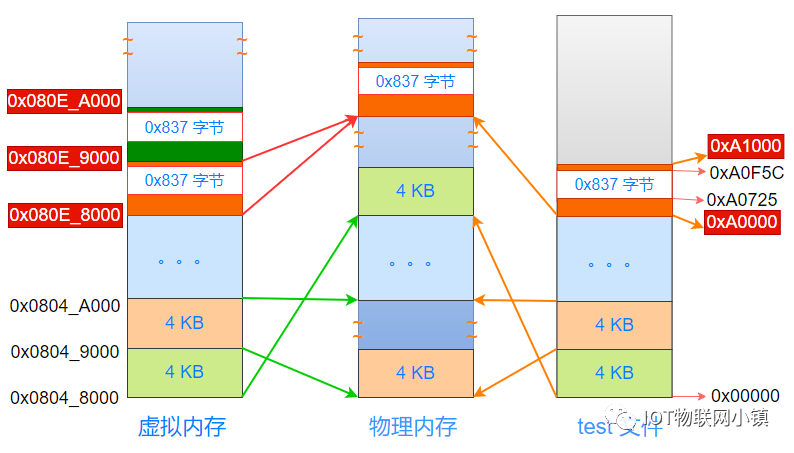 0x080E_A000
0x080E_9000
0x080E_8000
0x0804_A000
0x0804_9000
0x0804_8000
0x837 字节
0x837 字节
。。。
4 KB
4 KB
虚拟内存
0x837 字节
4 KB
。。。
4 KB
物理内存
0x837 字节
。。。
4 KB
4 KB
test 文件
0xA1000
0xA0F5C
0xA0725
0xA0000
0x00000
IOT物联网小镇